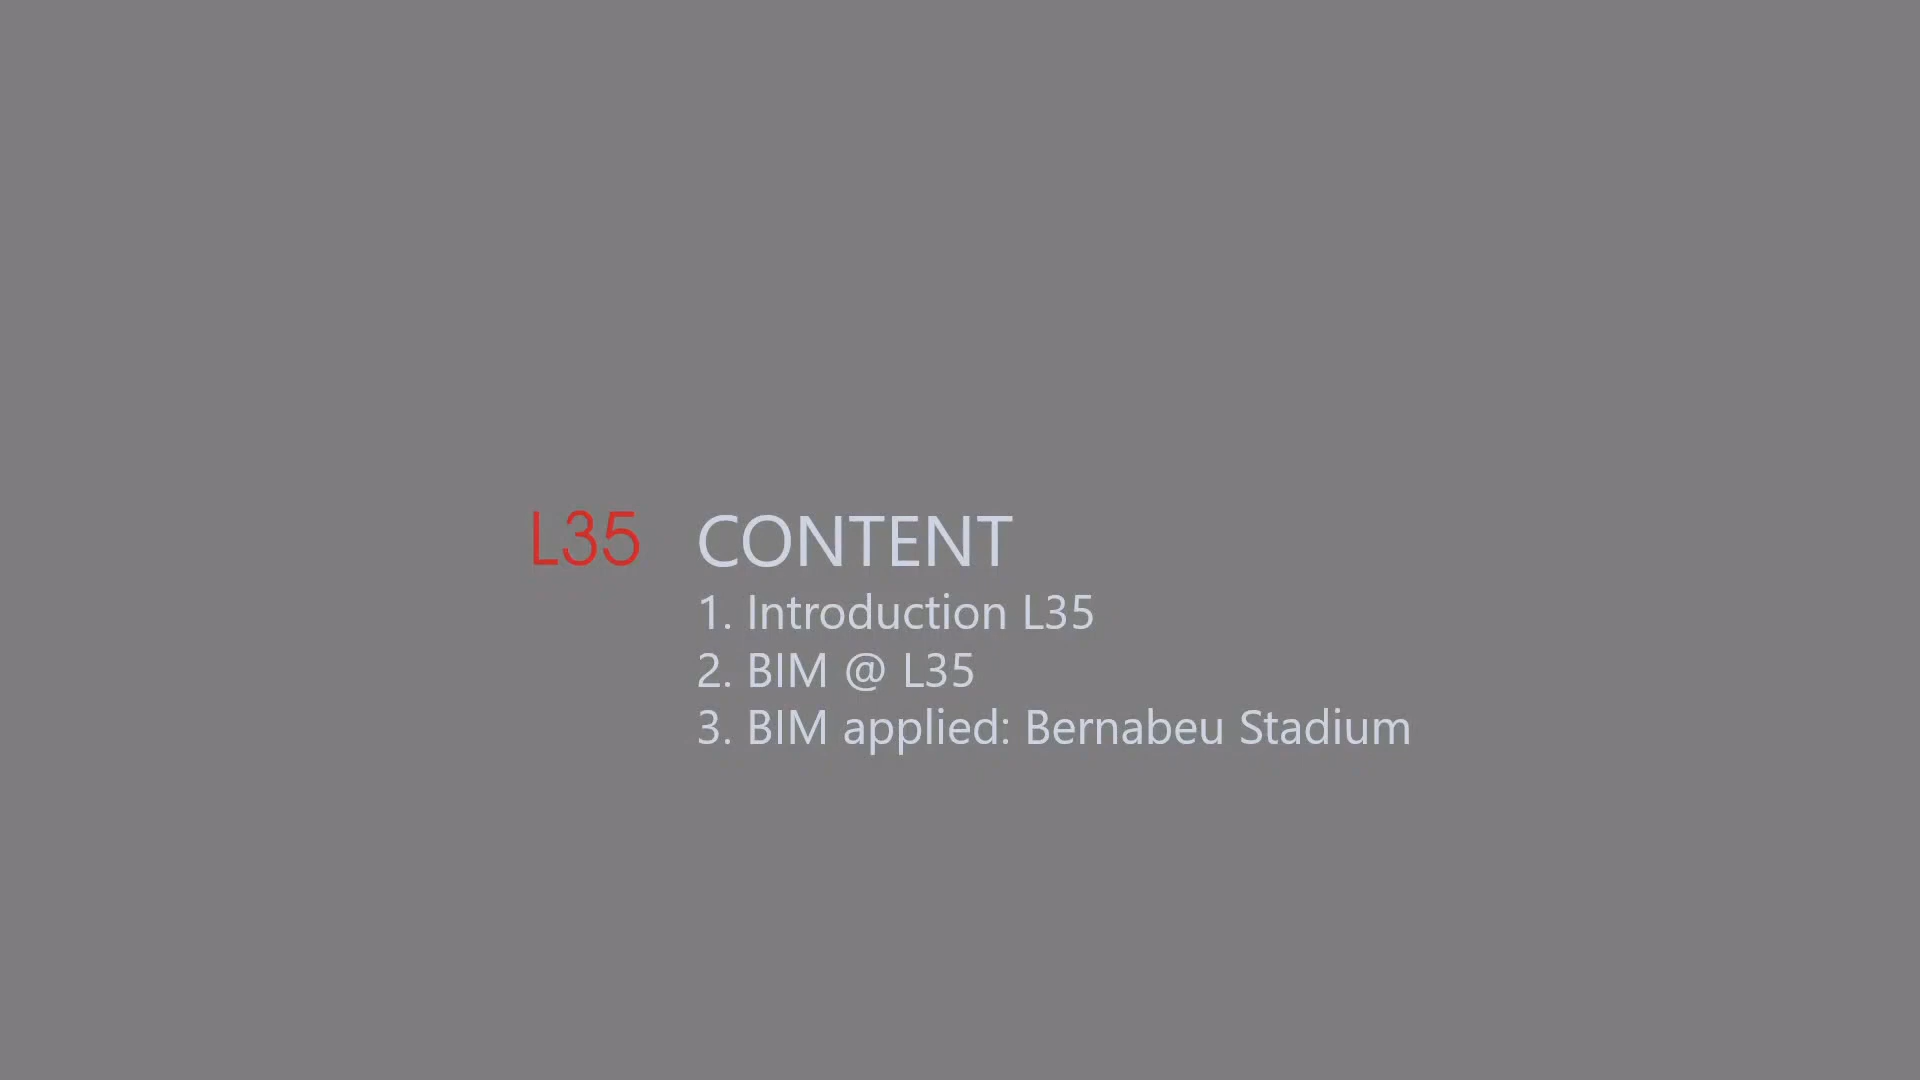 L35 CONTENT
1. Introduction L35
2. BIM @ L35
3. BIM applied: Bernabeu Stadium